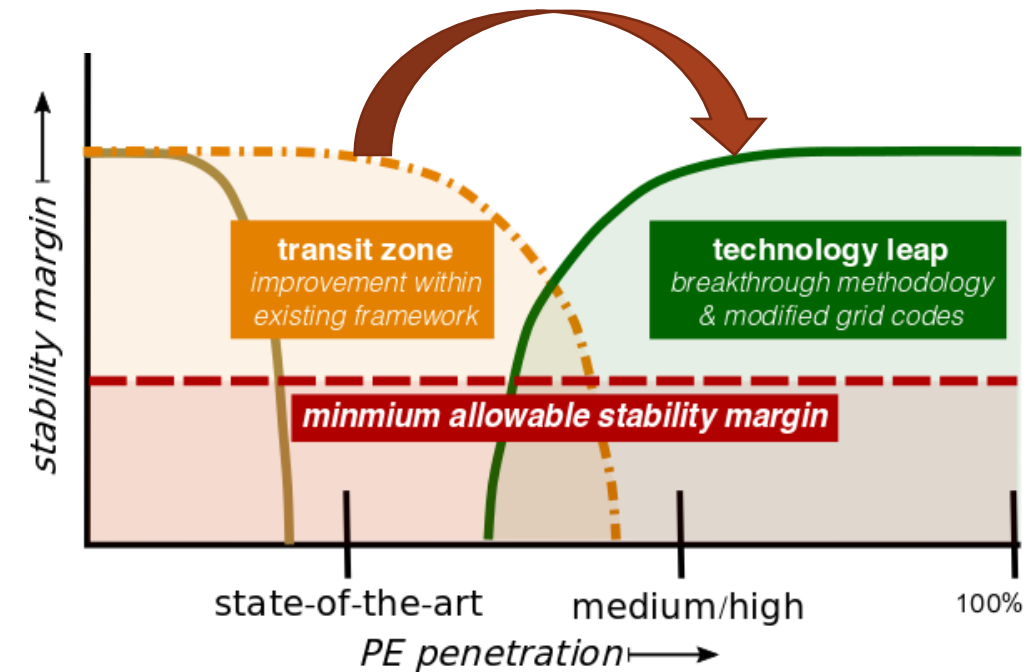 stability margin
transit zone
improvement within
existing framework
technology leap
breakthrough methodology
& modified grid codes
minmium allowable stability margin
state-of-the-art
medium/high
100%
PE penetration